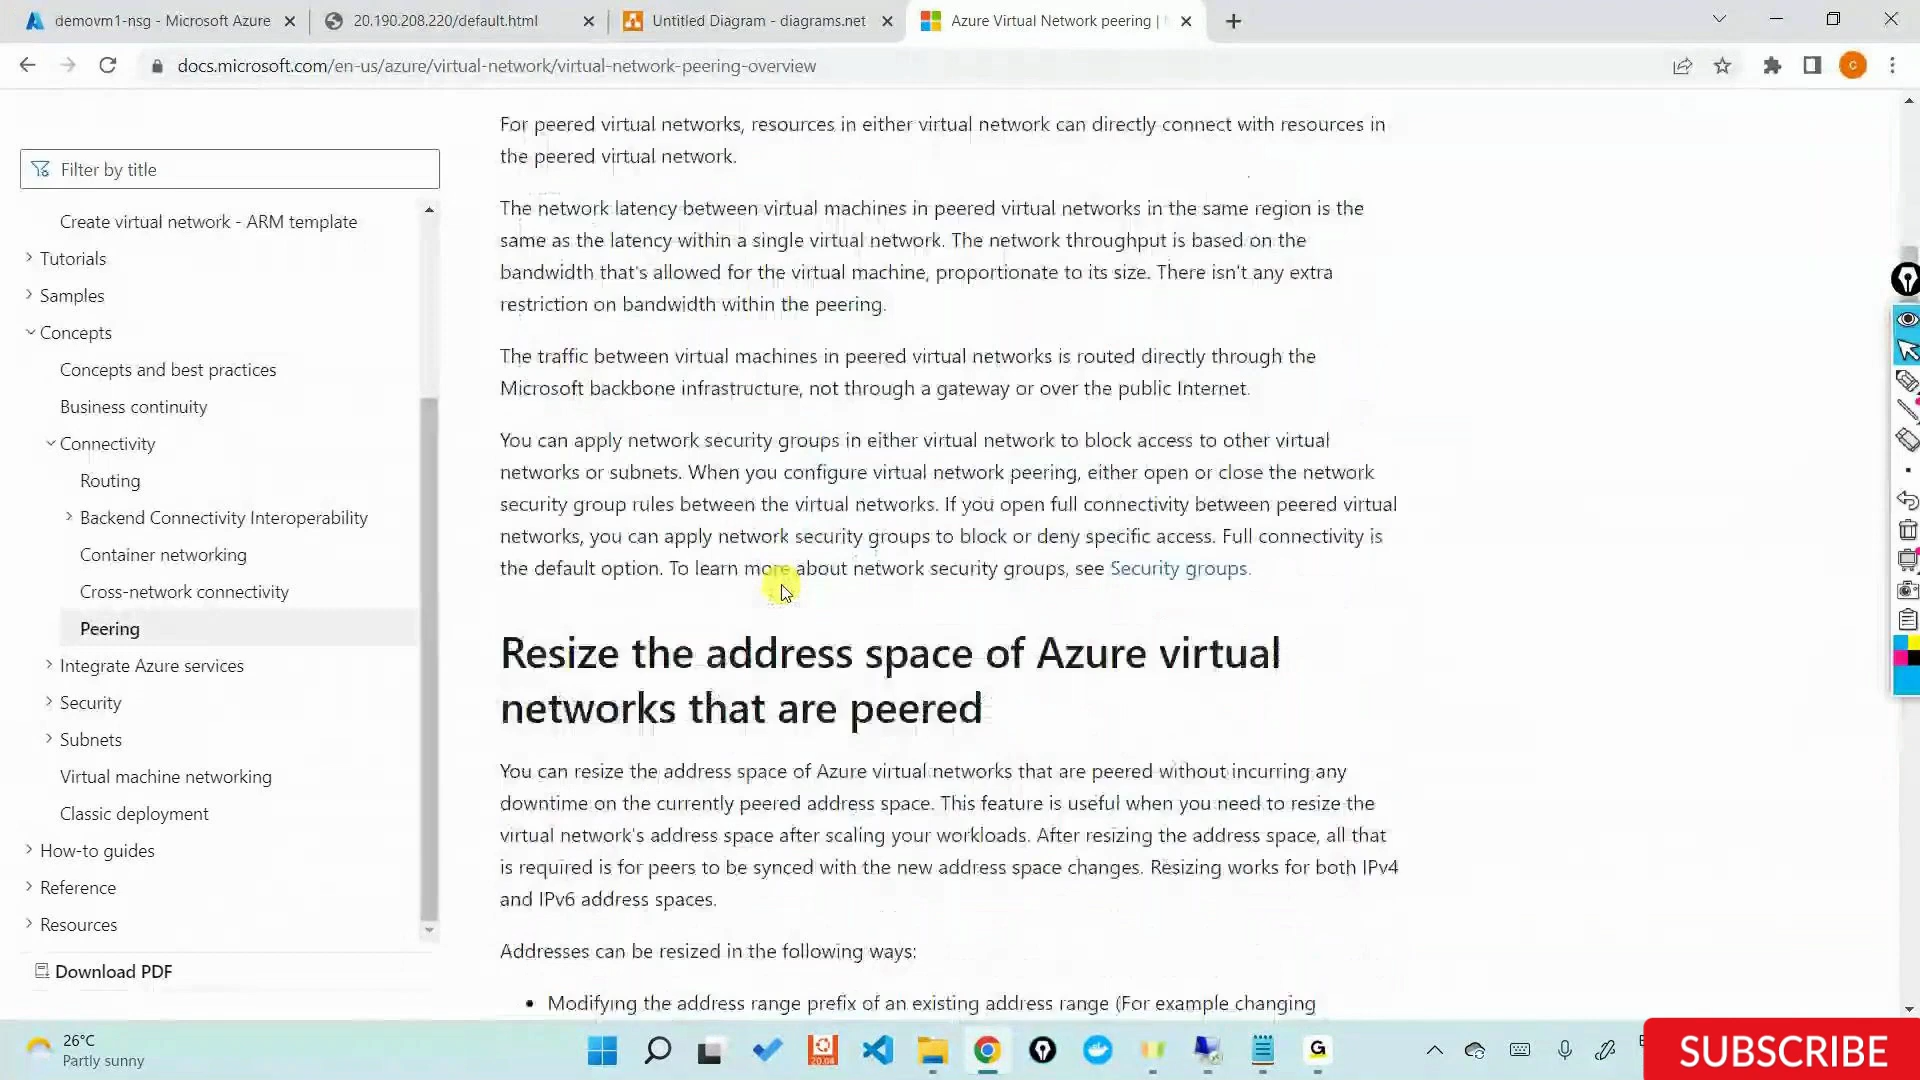 demovm1-nsg - Microsoft Azure
20.190.208.220/default.html
Untitled Diagram - diagrams.net
Azure Virtual Network peering |
docs.microsoft.com/en-us/azure/virtual-network/virtual-network-peering-overview
C
Filter by title
Create virtual network - ARM template
Tutorials
Samples
Concepts
Concepts and best practices
Business continuity
Connectivity
Routing
Backend Connectivity Interoperability
Container networking
Cross-network connectivity
Peering
Integrate Azure services
Security
Subnets
Virtual machine networking
Classic deployment
How-to guides
Reference
Resources
Download PDF
For peered virtual networks, resources in either virtual network can directly connect with resources in
the peered virtual network.
The network latency between virtual machines in peered virtual networks in the same region is the
same as the latency within a single virtual network. The network throughput is based on the
bandwidth that's allowed for the virtual machine, proportionate to its size. There isn't any extra
restriction on bandwidth within the peering.
The traffic between virtual machines in peered virtual networks is routed directly through the
Microsoft backbone infrastructure, not through a gateway or over the public Internet.
You can apply network security groups in either virtual network to block access to other virtual
networks or subnets. When you configure virtual network peering, either open or close the network
security group rules between the virtual networks. If you open full connectivity between peered virtual
networks, you can apply network security groups to block or deny specific access. Full connectivity is
the default option. To learn more about network security groups, see Security groups.
Resize the address space of Azure virtual
networks that are peered
You can resize the address space of Azure virtual networks that are peered without incurring any
downtime on the currently peered address space. This feature is useful when you need to resize the
virtual network's address space after scaling your workloads. After resizing the address space, all that
is required is for peers to be synced with the new address space changes. Resizing works for both IPv4
and IPv6 address spaces.
Addresses can be resized in the following ways:
• Modifying the address range prefix of an existing address range (For example changing
26°C
Partly sunny
20.04
G
SUBSCRIBE